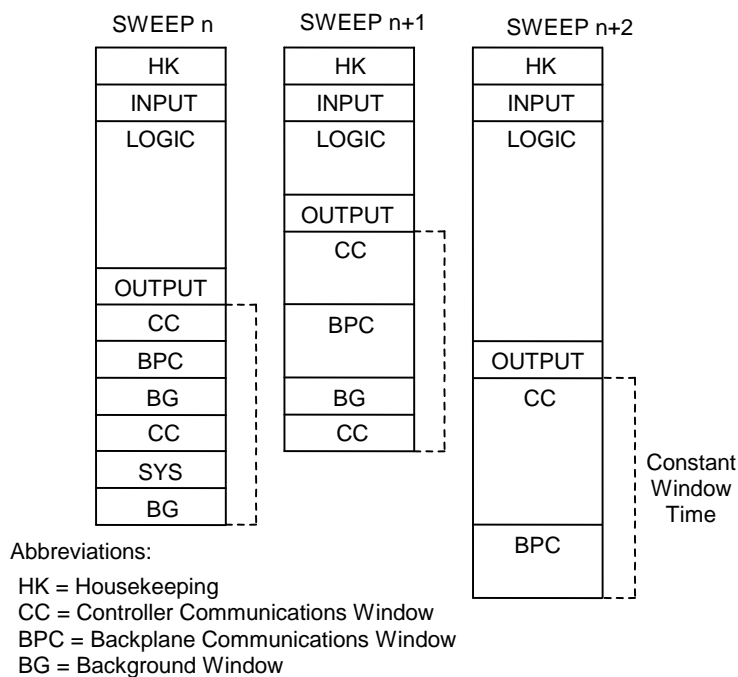 SWEEP n
HK
INPUT
LOGIC
OUTPUT
CC
BPC
BG
CC
SYS
BG
SWEEP n+1
HK
INPUT
LOGIC
OUTPUT
CC
BPC
BG
CC
SWEEP n+2
HK
INPUT
LOGIC
OUTPUT
CC
BPC
Constant
Window
Time
Abbreviations:
HK = Housekeeping
CC = Controller Communications Window
BPC = Backplane Communications Window
BG = Background Window